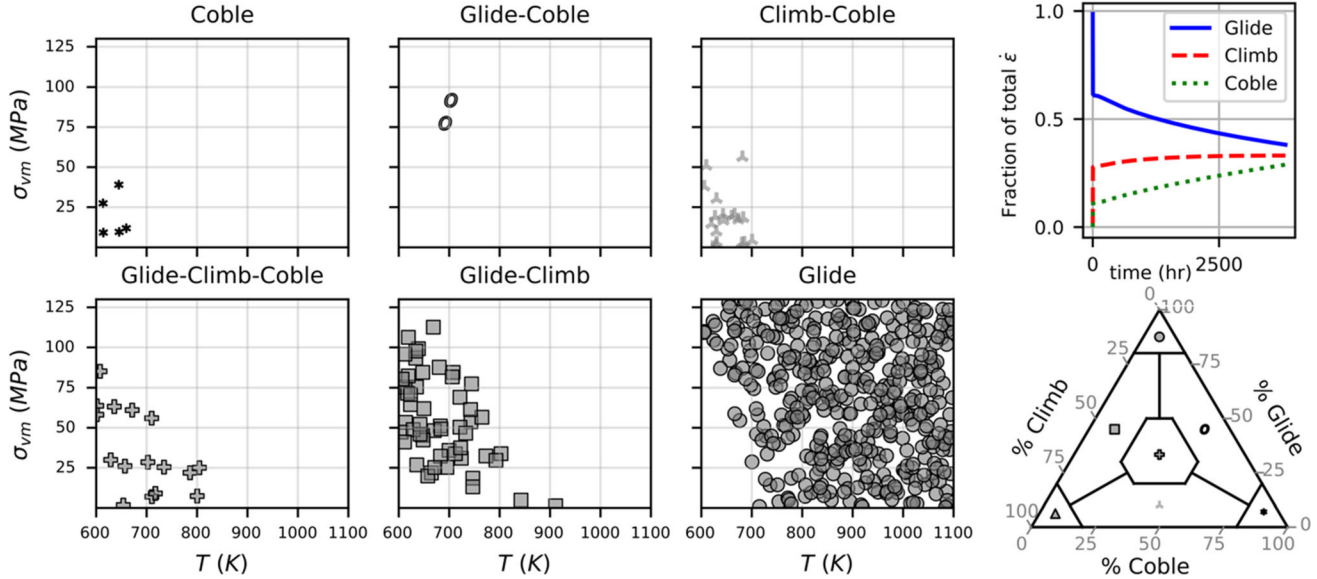 Coble
Glide-Coble
Climb-Coble
σvm (MPa)
125
100
75
50
25
Glide-Climb-Coble
Glide-Climb
Glide
σvm (MPa)
125
100
75
50
25
600 700 800 900 1000 1100
600 700 800 900 1000 1100
600 700 800 900 1000 1100
T (K)
T (K)
T (K)
Fraction of total ε̇
1.0
0.5
0.0
Glide
Climb
Coble
0 2500
time (hr)
0 100
25 75
50 50
75 25
100 0
% Climb
% Glide
0 25 50 75 100
% Coble